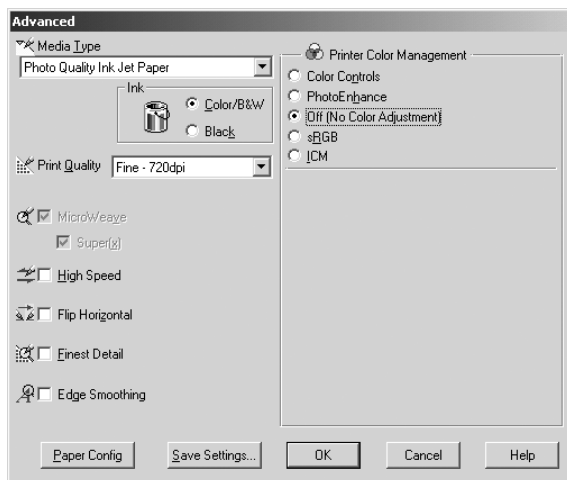 Advanced
Media Type
Photo Quality Ink Jet Paper
Ink
Color/B&W
Black
Print Quality
Fine - 720dpi
MicroWeave
Super(x)
High Speed
Flip Horizontal
Finest Detail
Edge Smoothing
Printer Color Management
Color Controls
PhotoEnhance
Off (No Color Adjustment)
sRGB
ICM
Paper Config
Save Settings...
OK
Cancel
Help